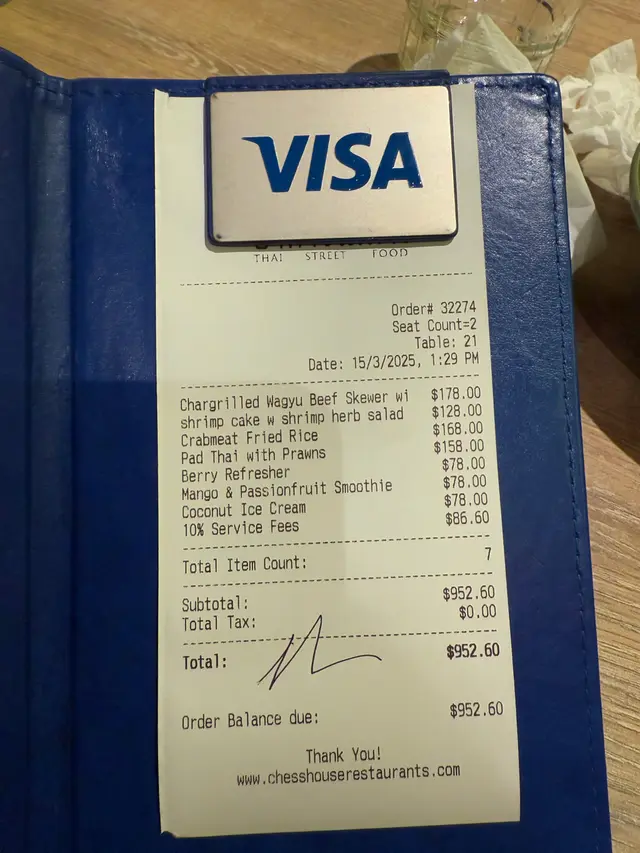 VISA
THAI STREET FOOD
Order# 32274
Seat Count=2
Table: 21
Date: 15/3/2025, 1:29 PM
Chargrilled Wagyu Beef Skewer wi $178.00
shrimp cake w shrimp herb salad $128.00
Crabmeat Fried Rice $168.00
Pad Thai with Prawns $158.00
Berry Refresher $78.00
Mango & Passionfruit Smoothie $78.00
Coconut Ice Cream $78.00
10% Service Fees $86.60
Total Item Count: 7
Subtotal: $952.60
Total Tax: $0.00
Total: $952.60
Order Balance due: $952.60
Thank You!
www.chesshouserestaurants.com